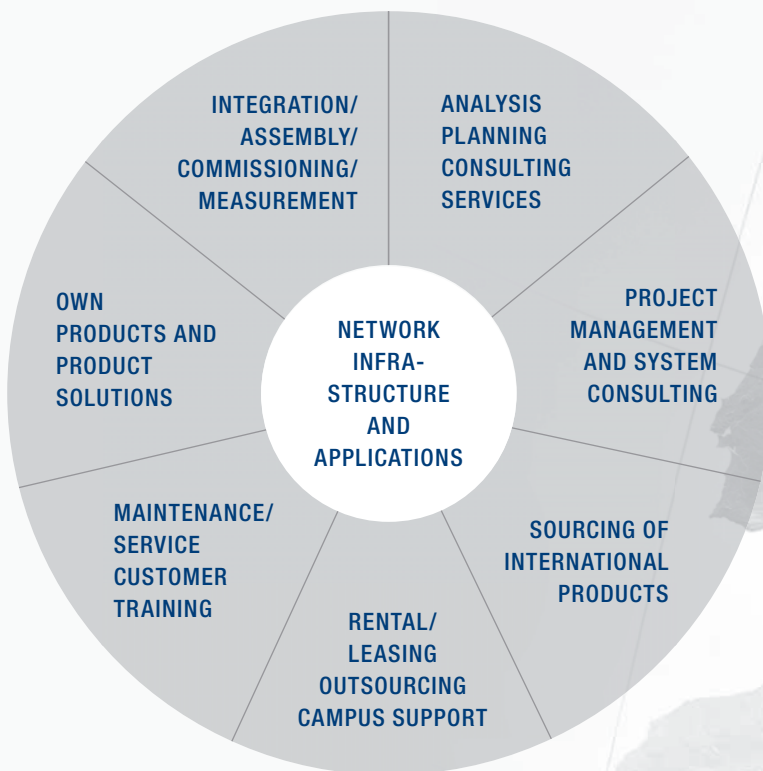 INTEGRATION/
ASSEMBLY/
COMMISSIONING/
MEASUREMENT
ANALYSIS
PLANNING
CONSULTING
SERVICES
OWN
PRODUCTS AND
PRODUCT
SOLUTIONS
NETWORK
INFRA-
STRUCTURE
AND
APPLICATIONS
PROJECT
MANAGEMENT
AND SYSTEM
CONSULTING
MAINTENANCE/
SERVICE
CUSTOMER
TRAINING
RENTAL/
LEASING
OUTSOURCING
CAMPUS SUPPORT
SOURCING OF
INTERNATIONAL
PRODUCTS